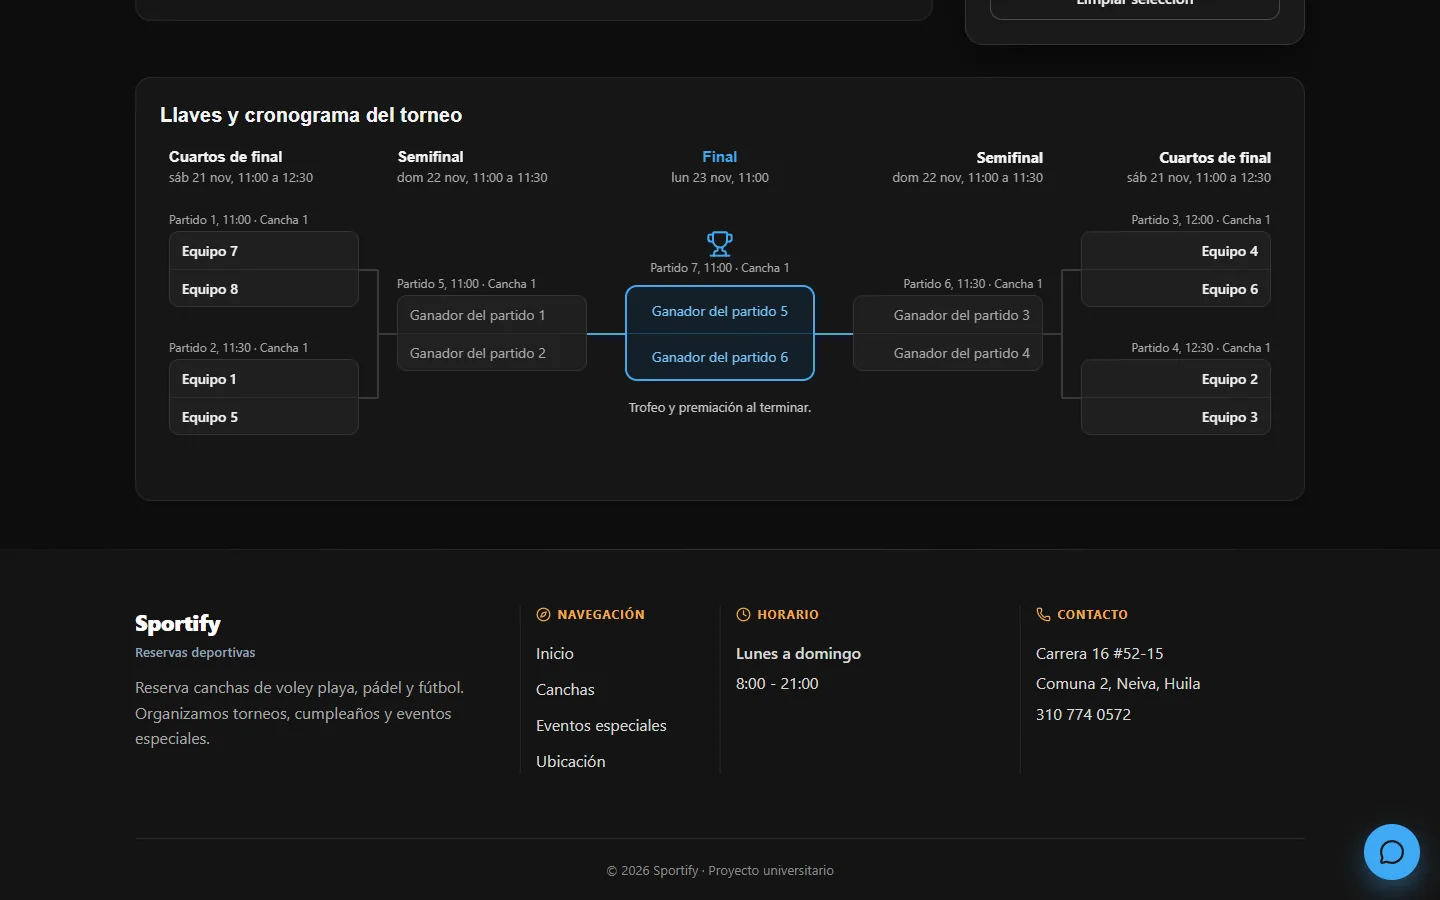 Limpiar selección
Llaves y cronograma del torneo
Cuartos de final
sáb 21 nov, 11:00 a 12:30
Semifinal
dom 22 nov, 11:00 a 11:30
Final
lun 23 nov, 11:00
Semifinal
dom 22 nov, 11:00 a 11:30
Cuartos de final
sáb 21 nov, 11:00 a 12:30
Partido 1, 11:00 · Cancha 1
Equipo 7
Equipo 8
Partido 2, 11:30 · Cancha 1
Equipo 1
Equipo 5
Partido 5, 11:00 · Cancha 1
Ganador del partido 1
Ganador del partido 2
Partido 7, 11:00 · Cancha 1
Ganador del partido 5
Ganador del partido 6
Trofeo y premiación al terminar.
Partido 6, 11:30 · Cancha 1
Ganador del partido 3
Ganador del partido 4
Partido 3, 12:00 · Cancha 1
Equipo 4
Equipo 6
Partido 4, 12:30 · Cancha 1
Equipo 2
Equipo 3
Sportify
Reservas deportivas
Reserva canchas de voley playa, pádel y fútbol.
Organizamos torneos, cumpleaños y eventos
especiales.
NAVEGACIÓN
Inicio
Canchas
Eventos especiales
Ubicación
HORARIO
Lunes a domingo
8:00 - 21:00
CONTACTO
Carrera 16 #52-15
Comuna 2, Neiva, Huila
310 774 0572
© 2026 Sportify · Proyecto universitario